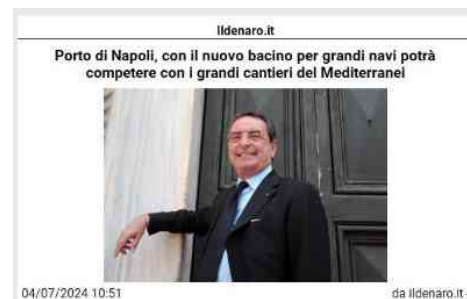 Ildenaro.it
Porto di Napoli, con il nuovo bacino per grandi navi potrà
competere con i grandi cantieri del Mediterranei
04/07/2024 10:51
da Ildenaro.it